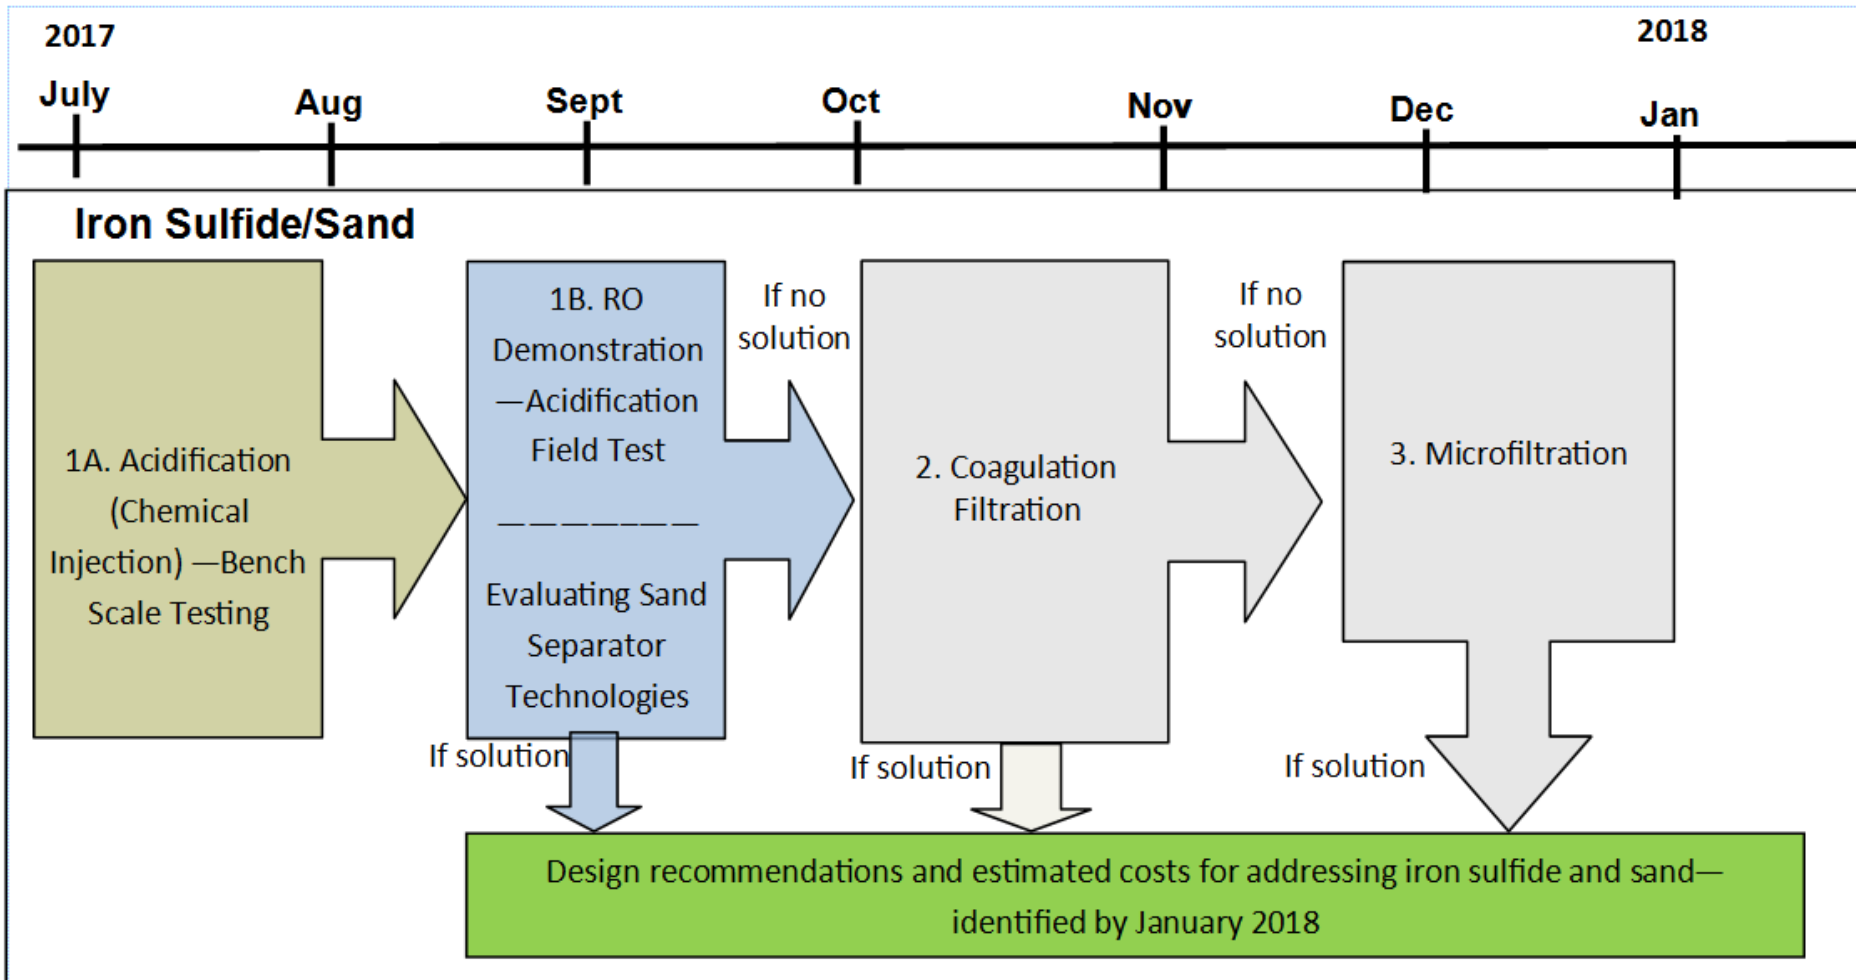 2017
2018
July
Aug
Sept
Oct
Nov
Dec
Jan
Iron Sulfide/Sand
1A. Acidification
(Chemical
Injection) —Bench
Scale Testing
1B. RO
Demonstration
—Acidification
Field Test
———————
Evaluating Sand
Separator
Technologies
If no
solution
2. Coagulation
Filtration
If no
solution
3. Microfiltration
If solution
If solution
If solution
Design recommendations and estimated costs for addressing iron sulfide and sand—
identified by January 2018